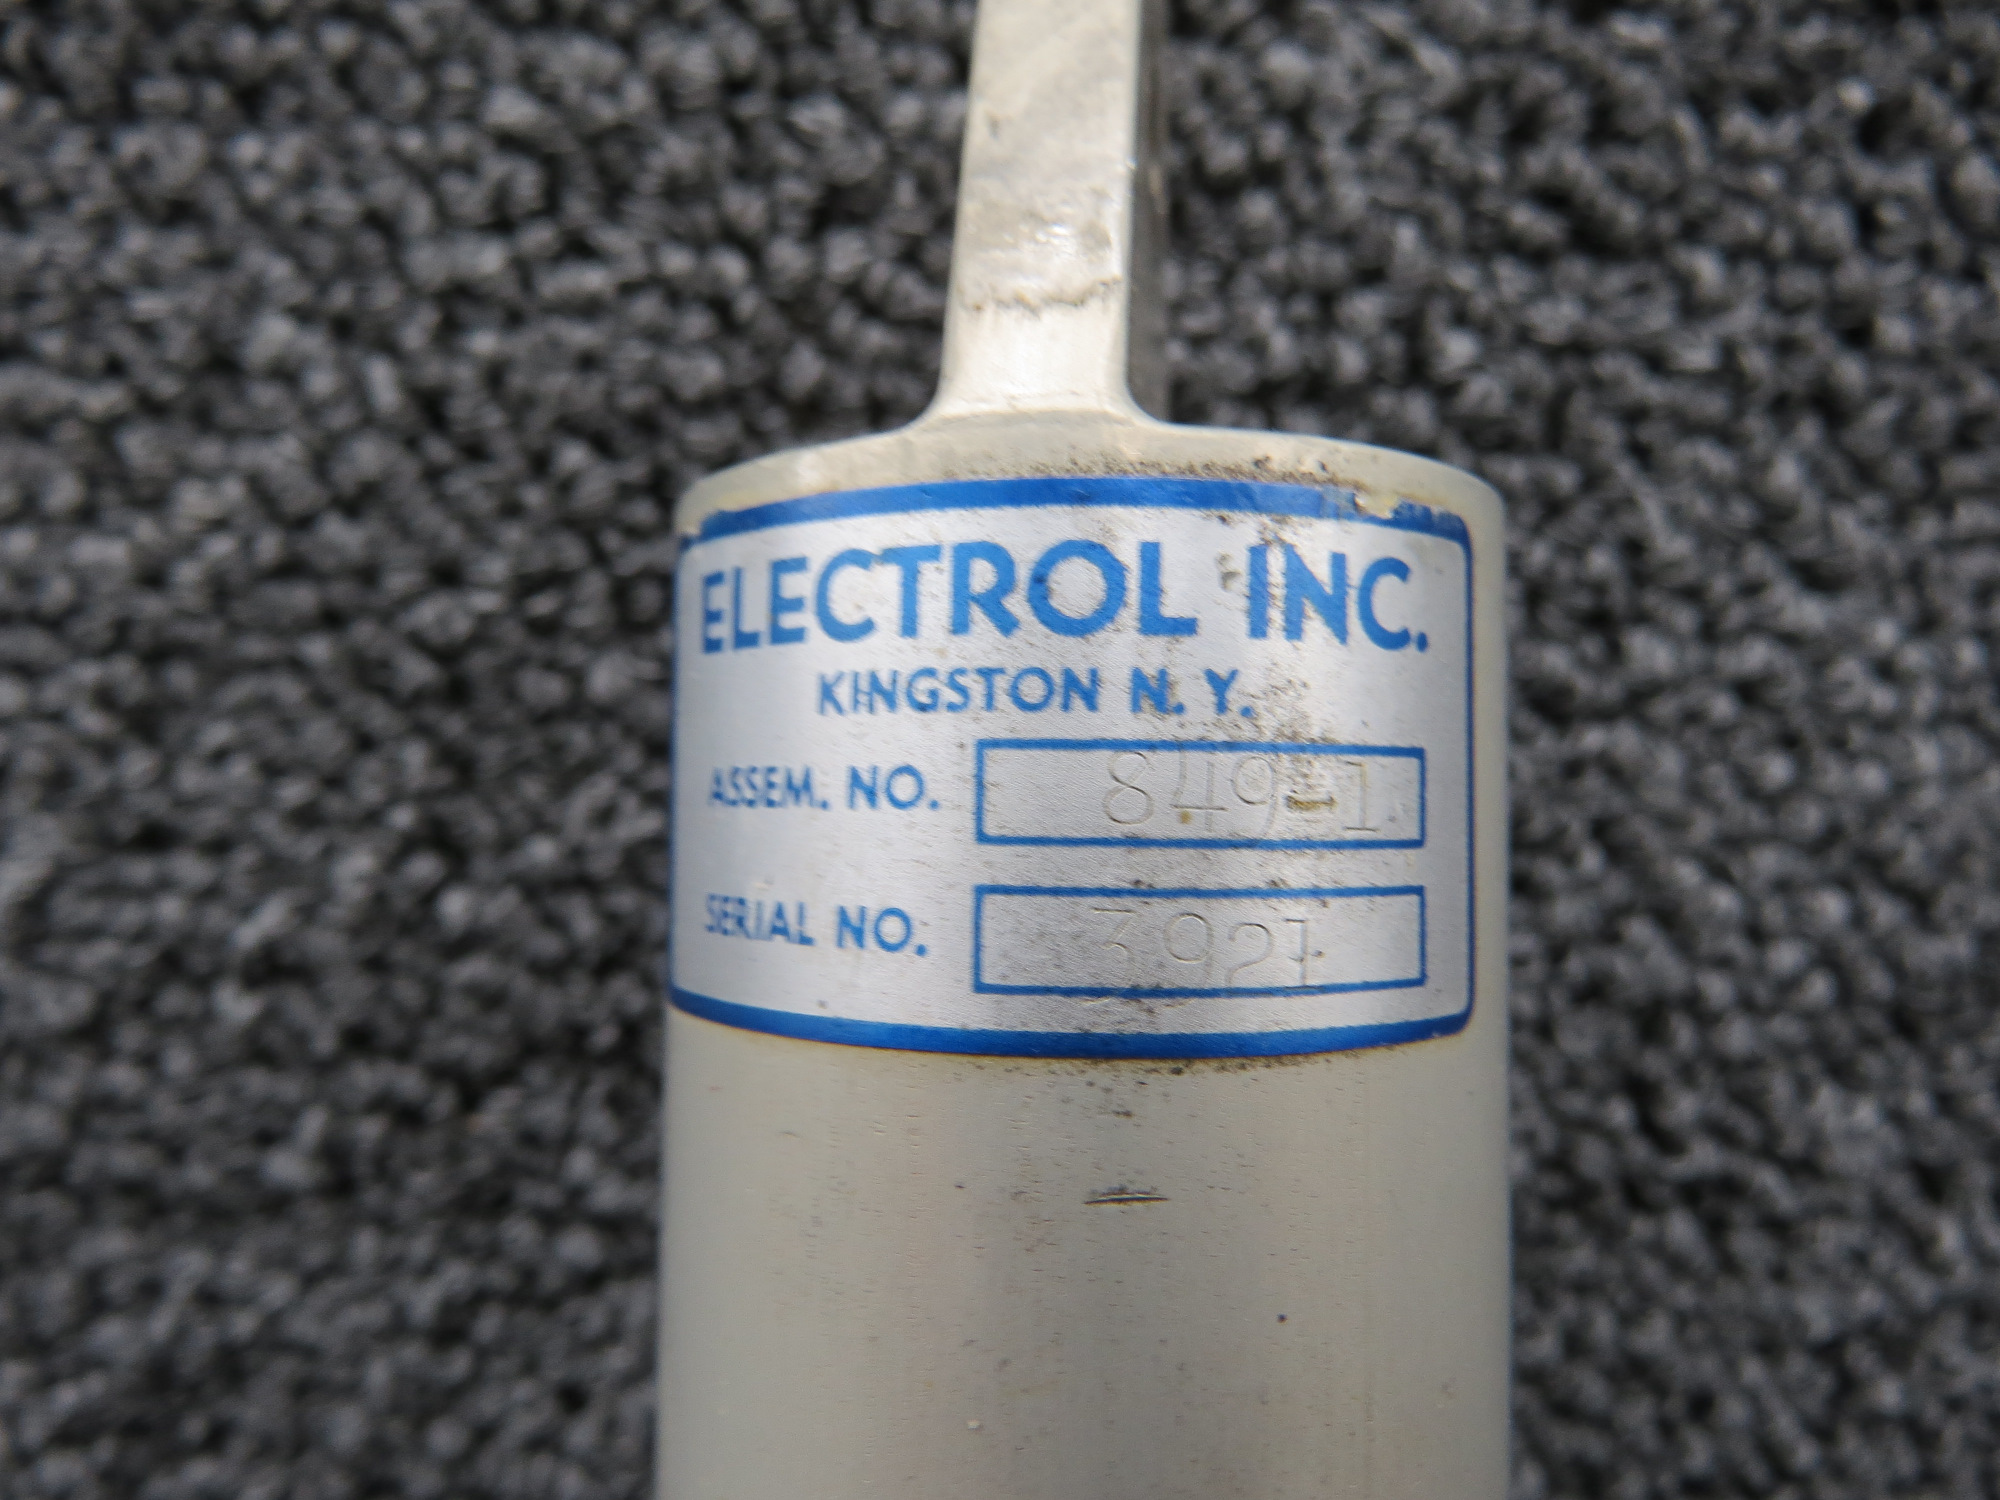 ELECTROL INC.
KINGSTON N. Y.
ASSEM. NO. 849-1
SERIAL NO. 3921